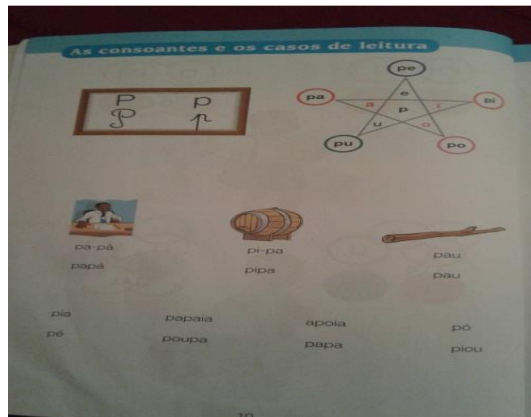 As consoantes e os casos de leitura
P p
P p
pe
pa e pi
a p i
u o
pu po
pa-pá pi-pa pau
papá pipa pau
pia papaia apoia pó
pé poupa papa piou
10